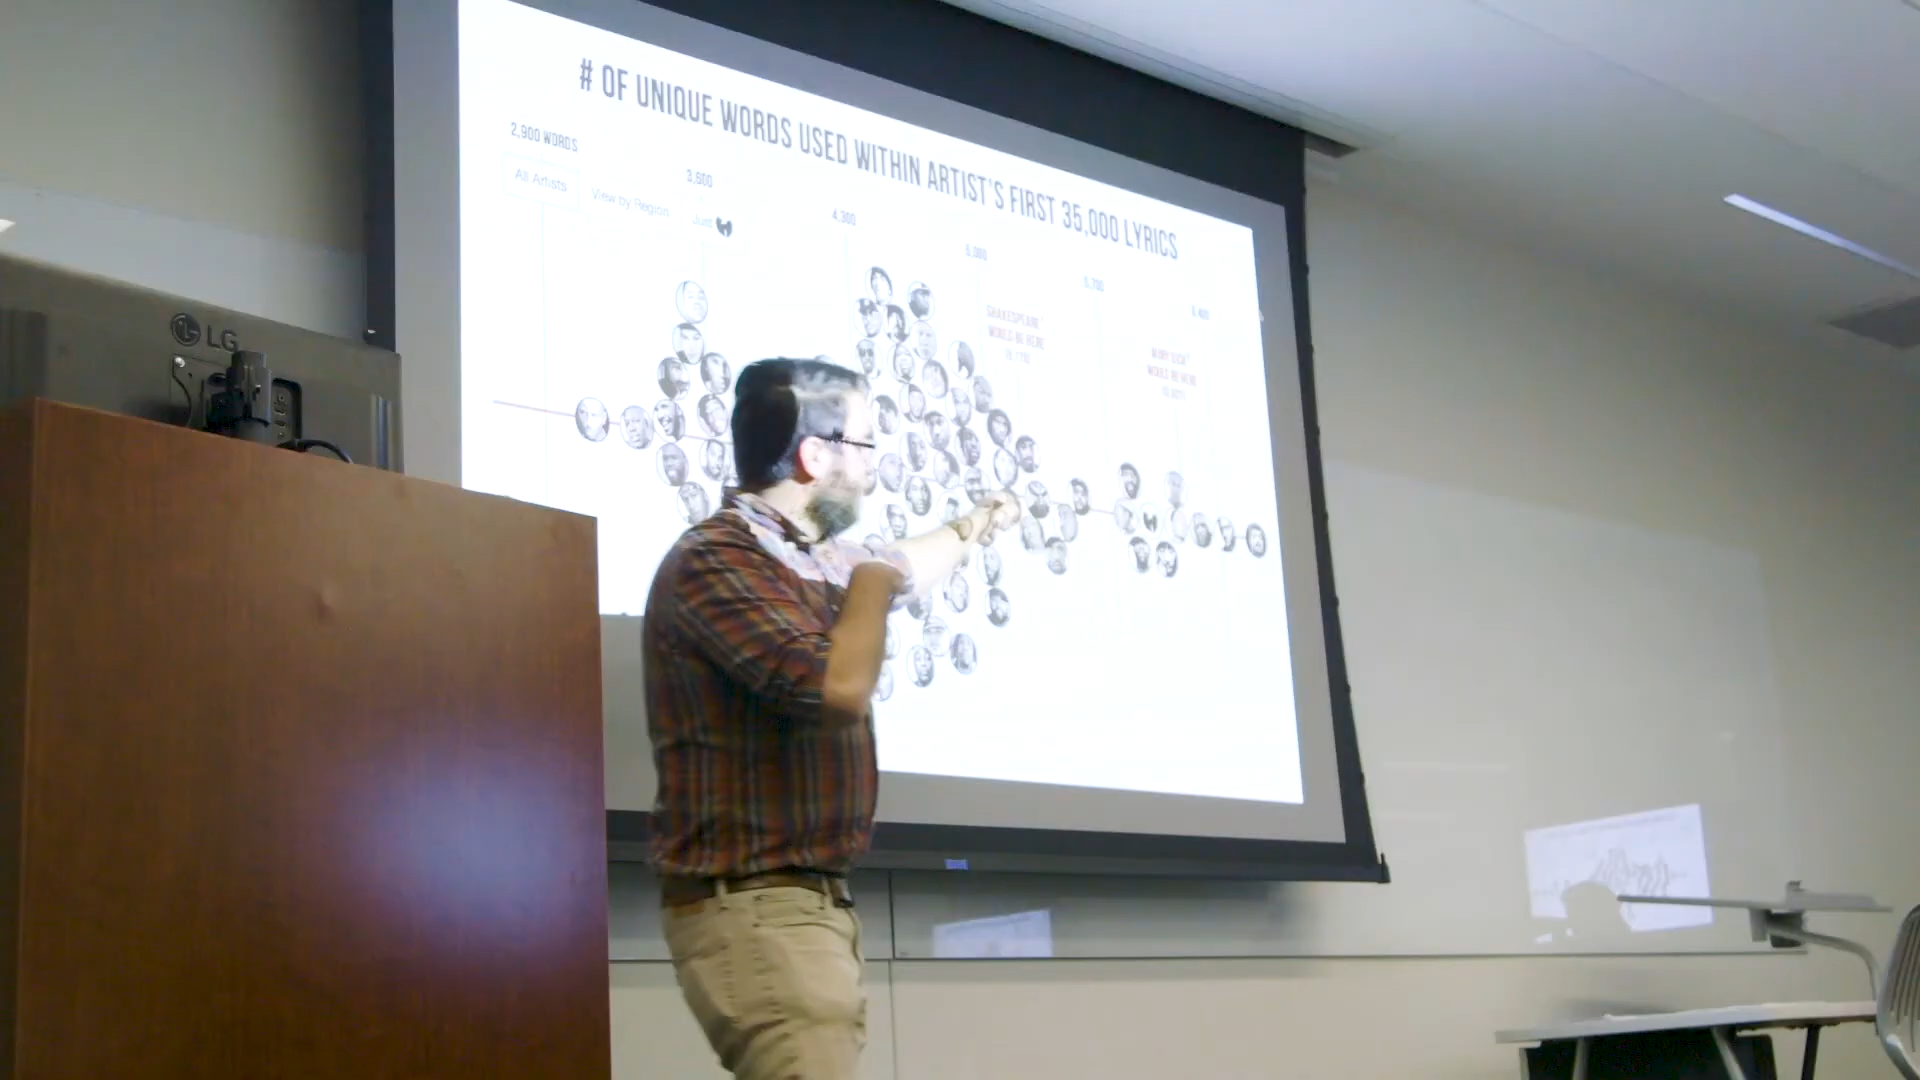 # OF UNIQUE WORDS USED WITHIN ARTIST'S FIRST 35,000 LYRICS
2,900 WORDS
3,600
4,300
5,000
5,700
6,400
All Artists
View by Region
Just
SHAKESPEARE
WOULD BE HERE
MOBY DICK
WOULD BE HERE
LG